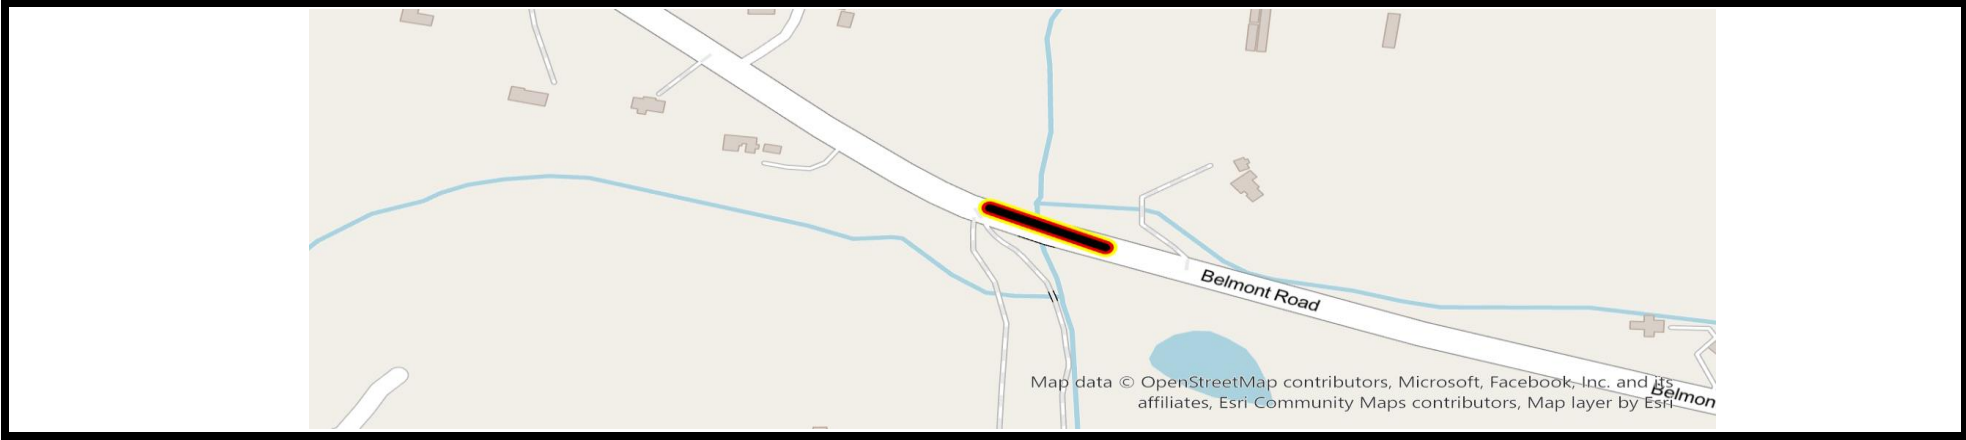 Belmont Road
Map data © OpenStreetMap contributors, Microsoft, Facebook, Inc. and its
affiliates, Esri Community Maps contributors, Map layer by Esri
Belmon